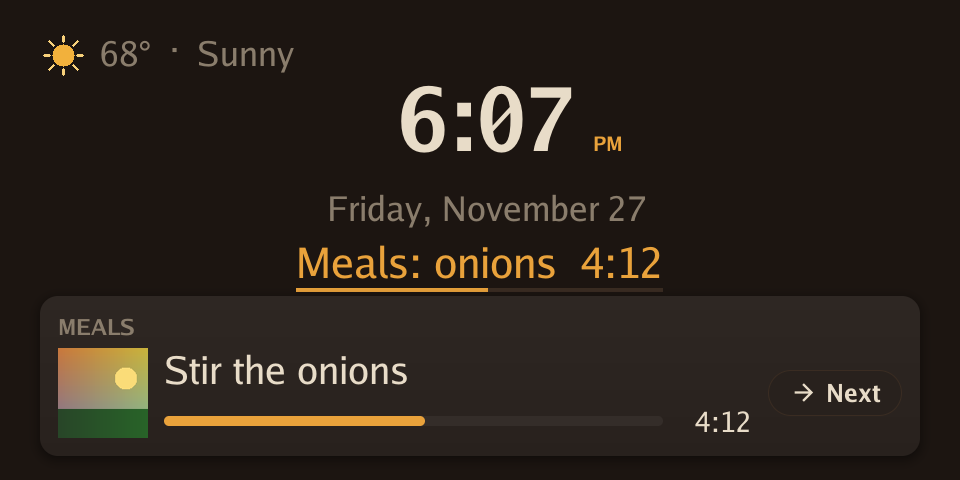 68° · Sunny
6:07 PM
Friday, November 27
Meals: onions 4:12
MEALS
Stir the onions
4:12
→ Next